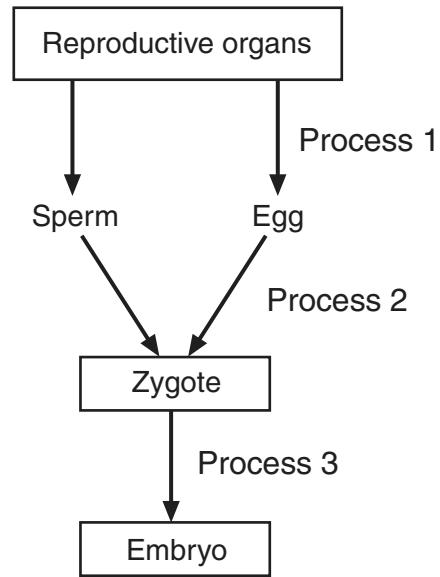 Reproductive organs
Process 1
Sperm
Egg
Process 2
Zygote
Process 3
Embryo